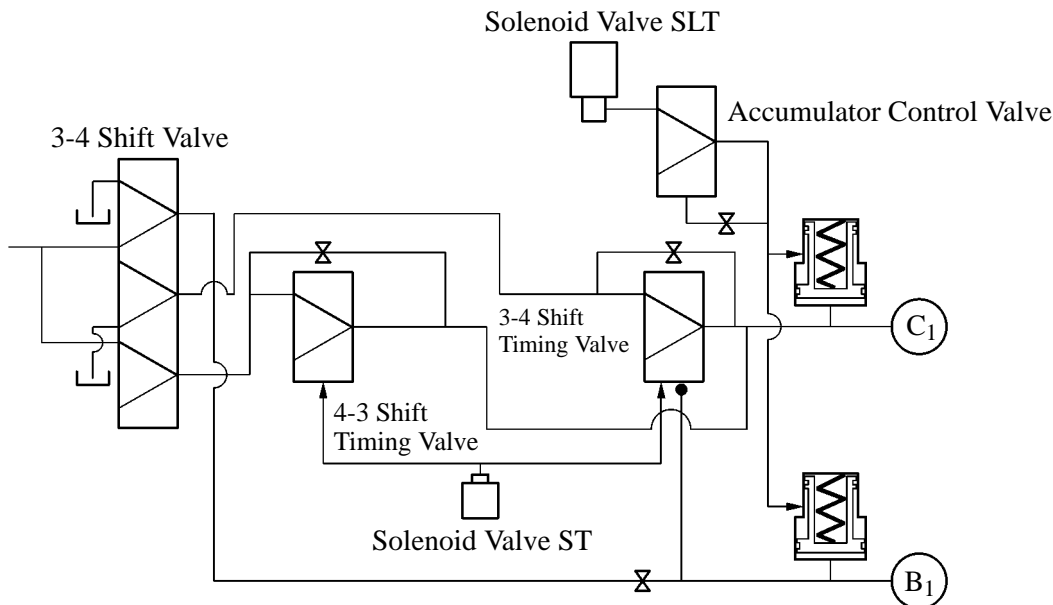 Solenoid Valve SLT
Accumulator Control Valve
3-4 Shift Valve
3-4 Shift
Timing Valve
C1
4-3 Shift
Timing Valve
Solenoid Valve ST
B1